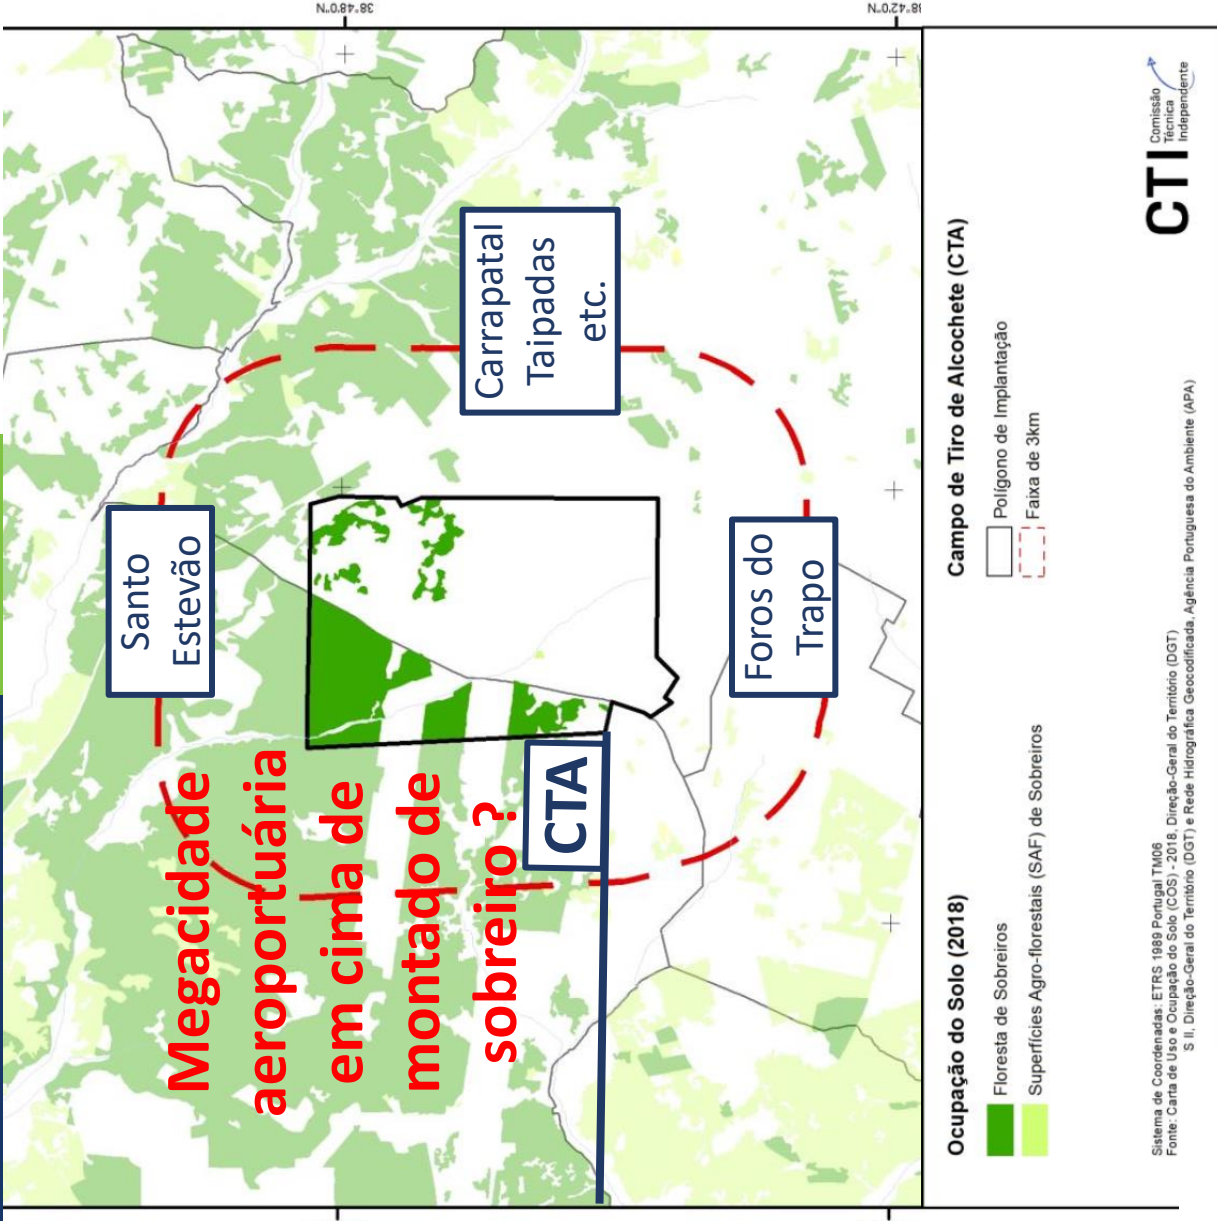 38°48'0"N
38°42'0"N
Santo
Estevão
Carrapatal
Taipadas
etc.
Megacidade
aeroportuária
em cima de
montado de
sobreiro ?
CTA
Foros do
Trapo
Ocupação do Solo (2018)
Floresta de Sobreiros
Superfícies Agro-florestais (SAF) de Sobreiros
Campo de Tiro de Alcochete (CTA)
Polígono de Implantação
Faixa de 3km
Sistema de Coordenadas: ETRS 1989 Portugal TM06
Fonte: Carta de Uso e Ocupação do Solo (COS) - 2018, Direção-Geral do Território (DGT)
S II, Direção-Geral do Território (DGT) e Rede Hidrográfica Geocodificada, Agência Portuguesa do Ambiente (APA)
CTI
Comissão
Técnica
Independente